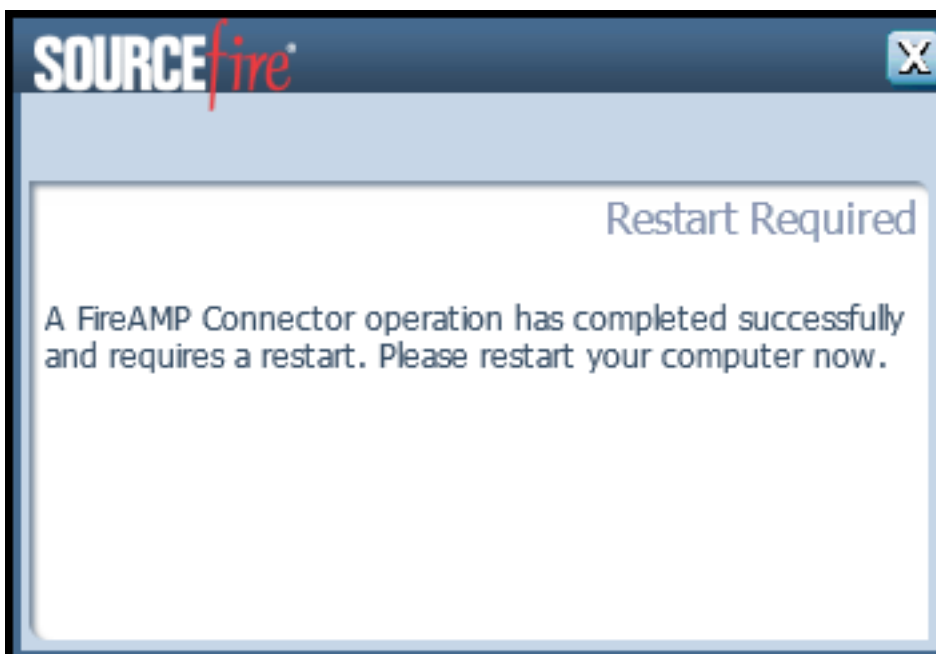 SOURCEfire®
X
Restart Required
A FireAMP Connector operation has completed successfully
and requires a restart. Please restart your computer now.